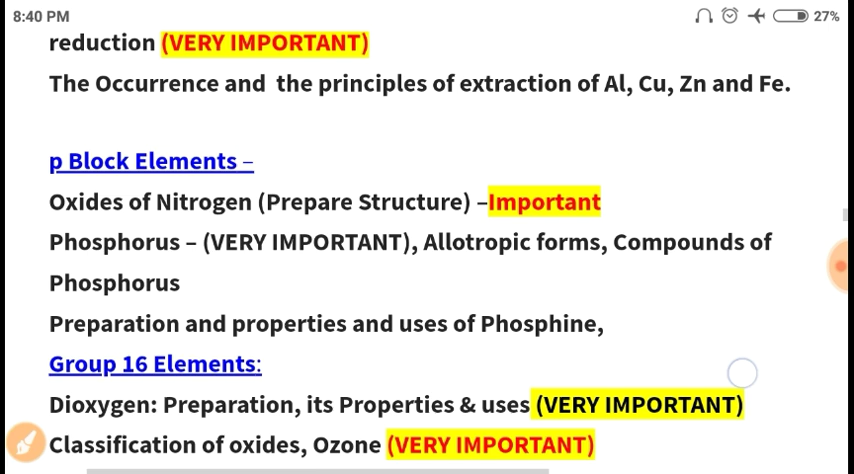 8:40 PM 27%
reduction (VERY IMPORTANT)
The Occurrence and the principles of extraction of Al, Cu, Zn and Fe.
p Block Elements –
Oxides of Nitrogen (Prepare Structure) –Important
Phosphorus – (VERY IMPORTANT), Allotropic forms, Compounds of
Phosphorus
Preparation and properties and uses of Phosphine,
Group 16 Elements:
Dioxygen: Preparation, its Properties & uses (VERY IMPORTANT)
Classification of oxides, Ozone (VERY IMPORTANT)